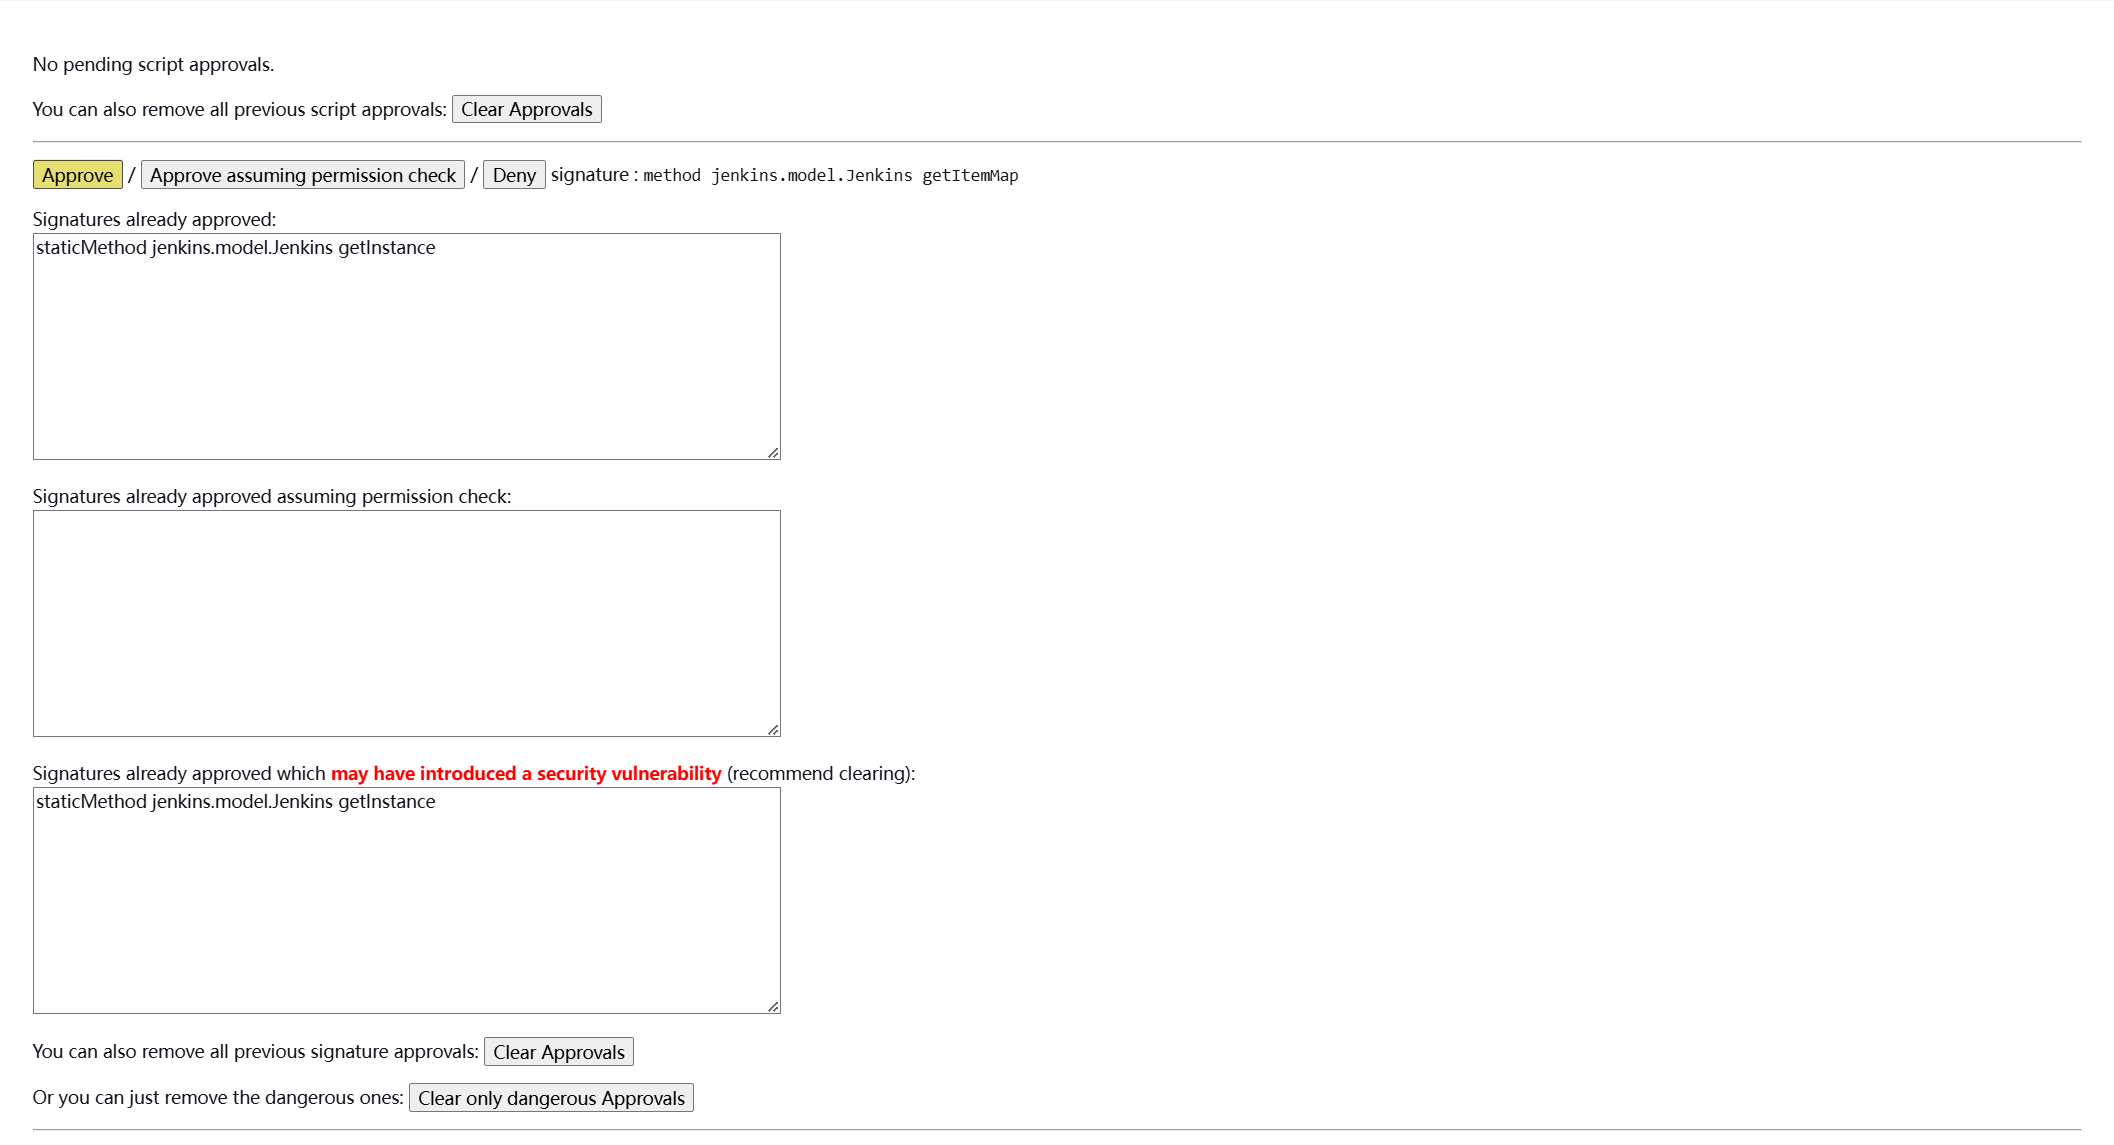 No pending script approvals.
You can also remove all previous script approvals: Clear Approvals
Approve / Approve assuming permission check / Deny signature : method jenkins.model.Jenkins getItemMap
Signatures already approved:
staticMethod jenkins.model.Jenkins getInstance
Signatures already approved assuming permission check:
Signatures already approved which may have introduced a security vulnerability (recommend clearing):
staticMethod jenkins.model.Jenkins getInstance
You can also remove all previous signature approvals: Clear Approvals
Or you can just remove the dangerous ones: Clear only dangerous Approvals